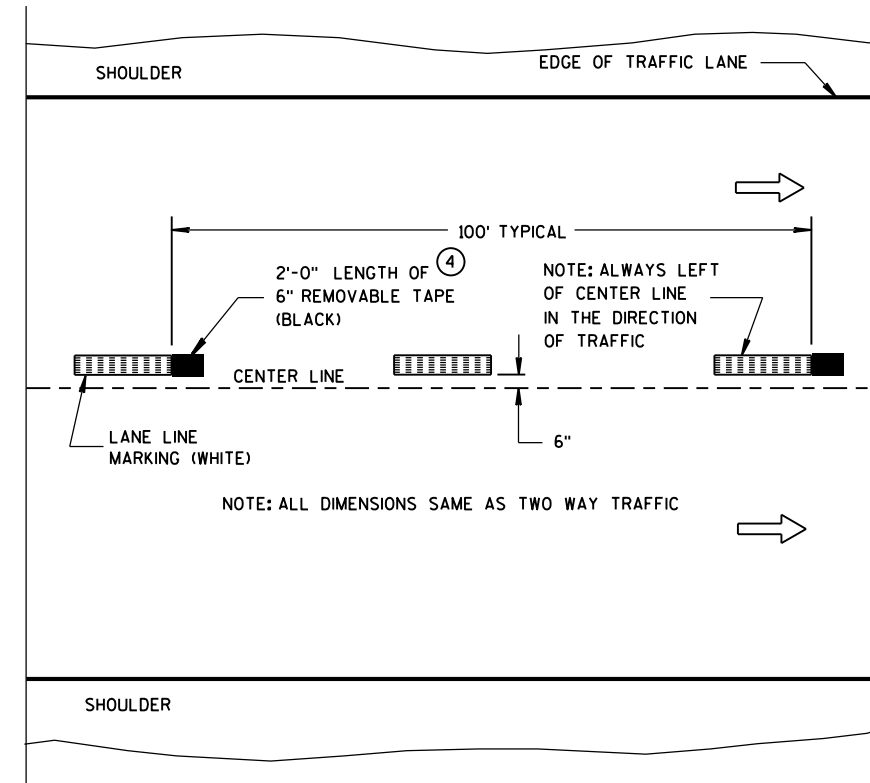 SHOULDER
EDGE OF TRAFFIC LANE
100' TYPICAL
2'-0" LENGTH OF 4
6" REMOVABLE TAPE
(BLACK)
NOTE: ALWAYS LEFT
OF CENTER LINE
IN THE DIRECTION
OF TRAFFIC
CENTER LINE
LANE LINE
MARKING (WHITE)
6"
NOTE: ALL DIMENSIONS SAME AS TWO WAY TRAFFIC
SHOULDER